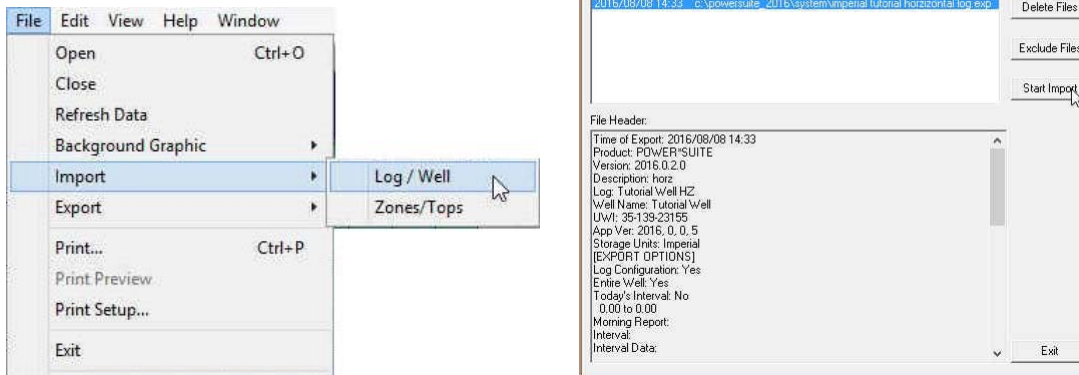 File Edit View Help Window
Open Ctrl+O
Close
Refresh Data
Background Graphic
Import
Export
Print... Ctrl+P
Print Preview
Print Setup...
Exit
Log / Well
Zones/Tops
2016/08/08 14:33 c:\powersuite_2016\system\imperial tutorial horzizontal log.exp
Delete Files
Exclude Files
Start Import
File Header:
Time of Export: 2016/08/08 14:33
Product: POWER*SUITE
Version: 2016.0.2.0
Description: horz
Log: Tutorial Well HZ
Well Name: Tutorial Well
UWI: 35-139-23155
App Ver: 2016, 0, 0, 5
Storage Units: Imperial
[EXPORT OPTIONS]
Log Configuration: Yes
Entire Well: Yes
Today's Interval: No
0.00 to 0.00
Morning Report:
Interval:
Interval Data:
Exit